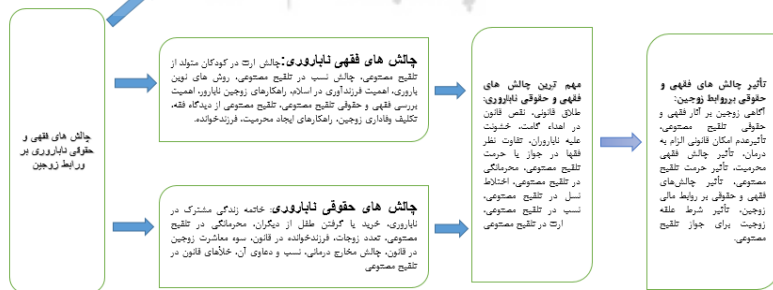 چالش های فقهی و
حقوقی ناباروری بر
ورابط زوجین
چالش های فقهی ناباروری: چالش ارث در کودکان متولد از
تلقیح مصنوعی، چالش نسب در تلقیح مصنوعی، روش های نوین
باروری، اهمیت فرزندآوری در اسلام، راهکارهای زوجین نابارور، اهمیت
بررسی فقهی و حقوقی تلقیح مصنوعی، تلقیح مصنوعی از دیدگاه فقه،
تکلیف وفاداری زوجین، راهکارهای ایجاد محرمیت، فرزندخوانده.
چالش های حقوقی ناباروری: خاتمه زندگی مشترک در
ناباروری، خرید یا گرفتن طفل از دیگران، محرمانگی در تلقیح
مصنوعی، تعدد زوجات، فرزندخوانده در قانون، سوء معاشرت زوجین
در قانون، چالش مخارج درمانی، نسب و دعاوی آن، خلأهای قانون در
تلقیح مصنوعی
مهم ترین چالش های
فقهی و حقوقی ناباروری:
طلاق قانونی، نقص قانون
در اهداء گامت، خشونت
علیه ناباروران، تفاوت نظر
فقها در جواز یا حرمت
تلقیح مصنوعی، محرمانگی
در تلقیح مصنوعی، اختلاط
نسل در تلقیح مصنوعی،
نسب در تلقیح مصنوعی،
ارث در تلقیح مصنوعی
تأثیر چالش های فقهی و
حقوقی برروابط زوجین:
آگاهی زوجین بر آثار فقهی و
حقوقی تلقیح مصنوعی،
تأثیرعدم امکان قانونی الزام به
درمان، تأثیر چالش فقهی
محرمیت، تأثیر حرمت تلقیح
مصنوعی، تأثیر چالش‌های
فقهی و حقوقی بر روابط مالی
زوجین، تأثیر شرط علقه
زوجیت برای جواز تلقیح
مصنوعی.